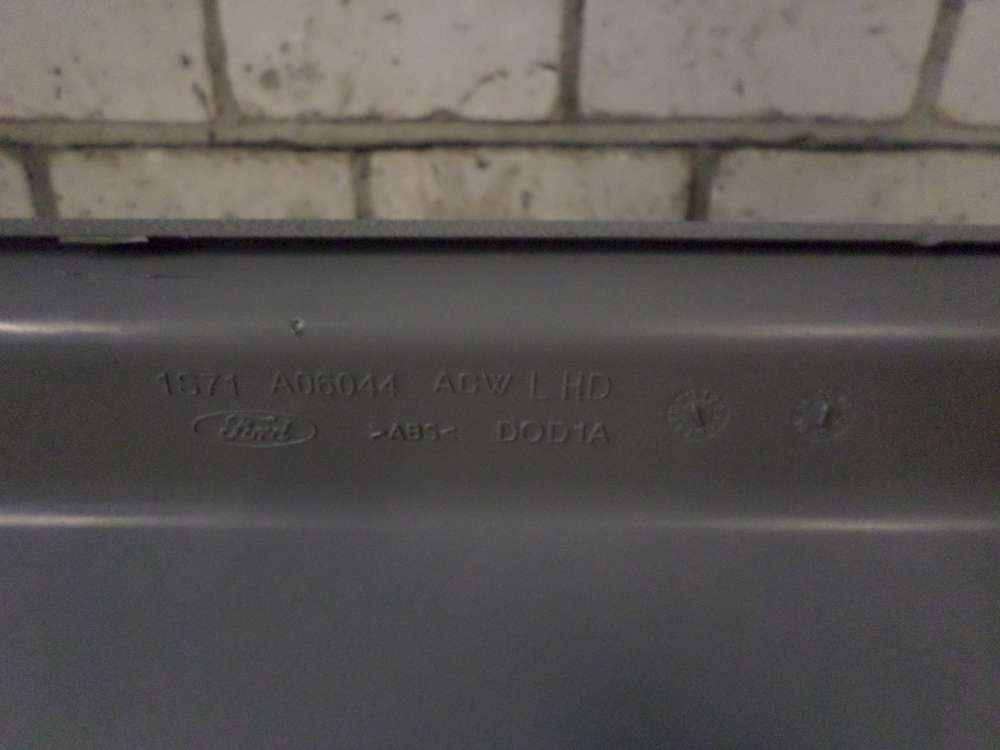 1S71 A06044 ACW L HD
Ford >ABS< DOD1A